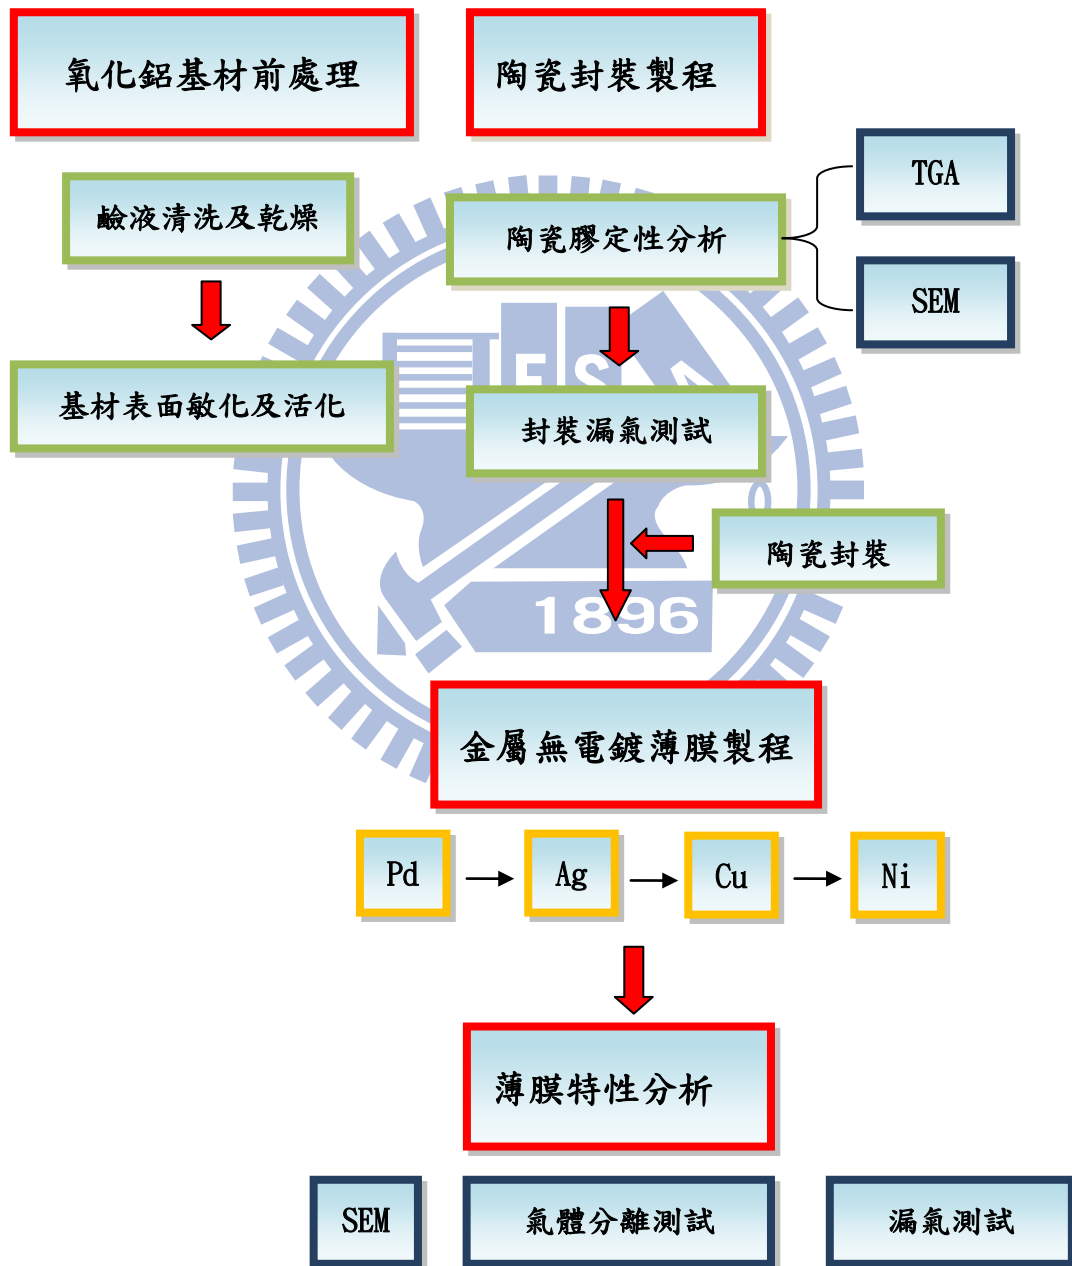 氧化鋁基材前處理
陶瓷封裝製程
TGA
鹼液清洗及乾燥
陶瓷膠定性分析
SEM
基材表面敏化及活化
封裝漏氣測試
陶瓷封裝
1896
金屬無電鍍薄膜製程
Pd
Ag
Cu
Ni
薄膜特性分析
SEM
氣體分離測試
漏氣測試